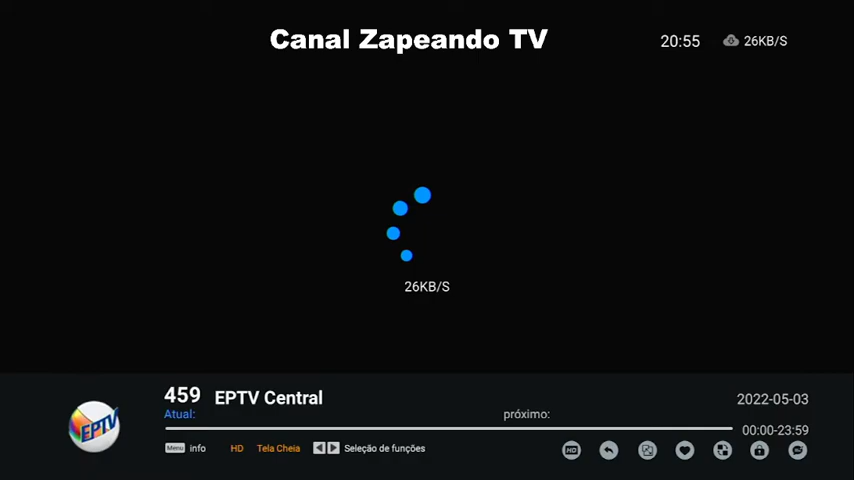 Canal Zapeando TV
20:55 26KB/S
26KB/S
459 EPTV Central
2022-05-03
Atual: próximo:
00:00-23:59
EPTV
Menu info HD Tela Cheia Seleção de funções
HD